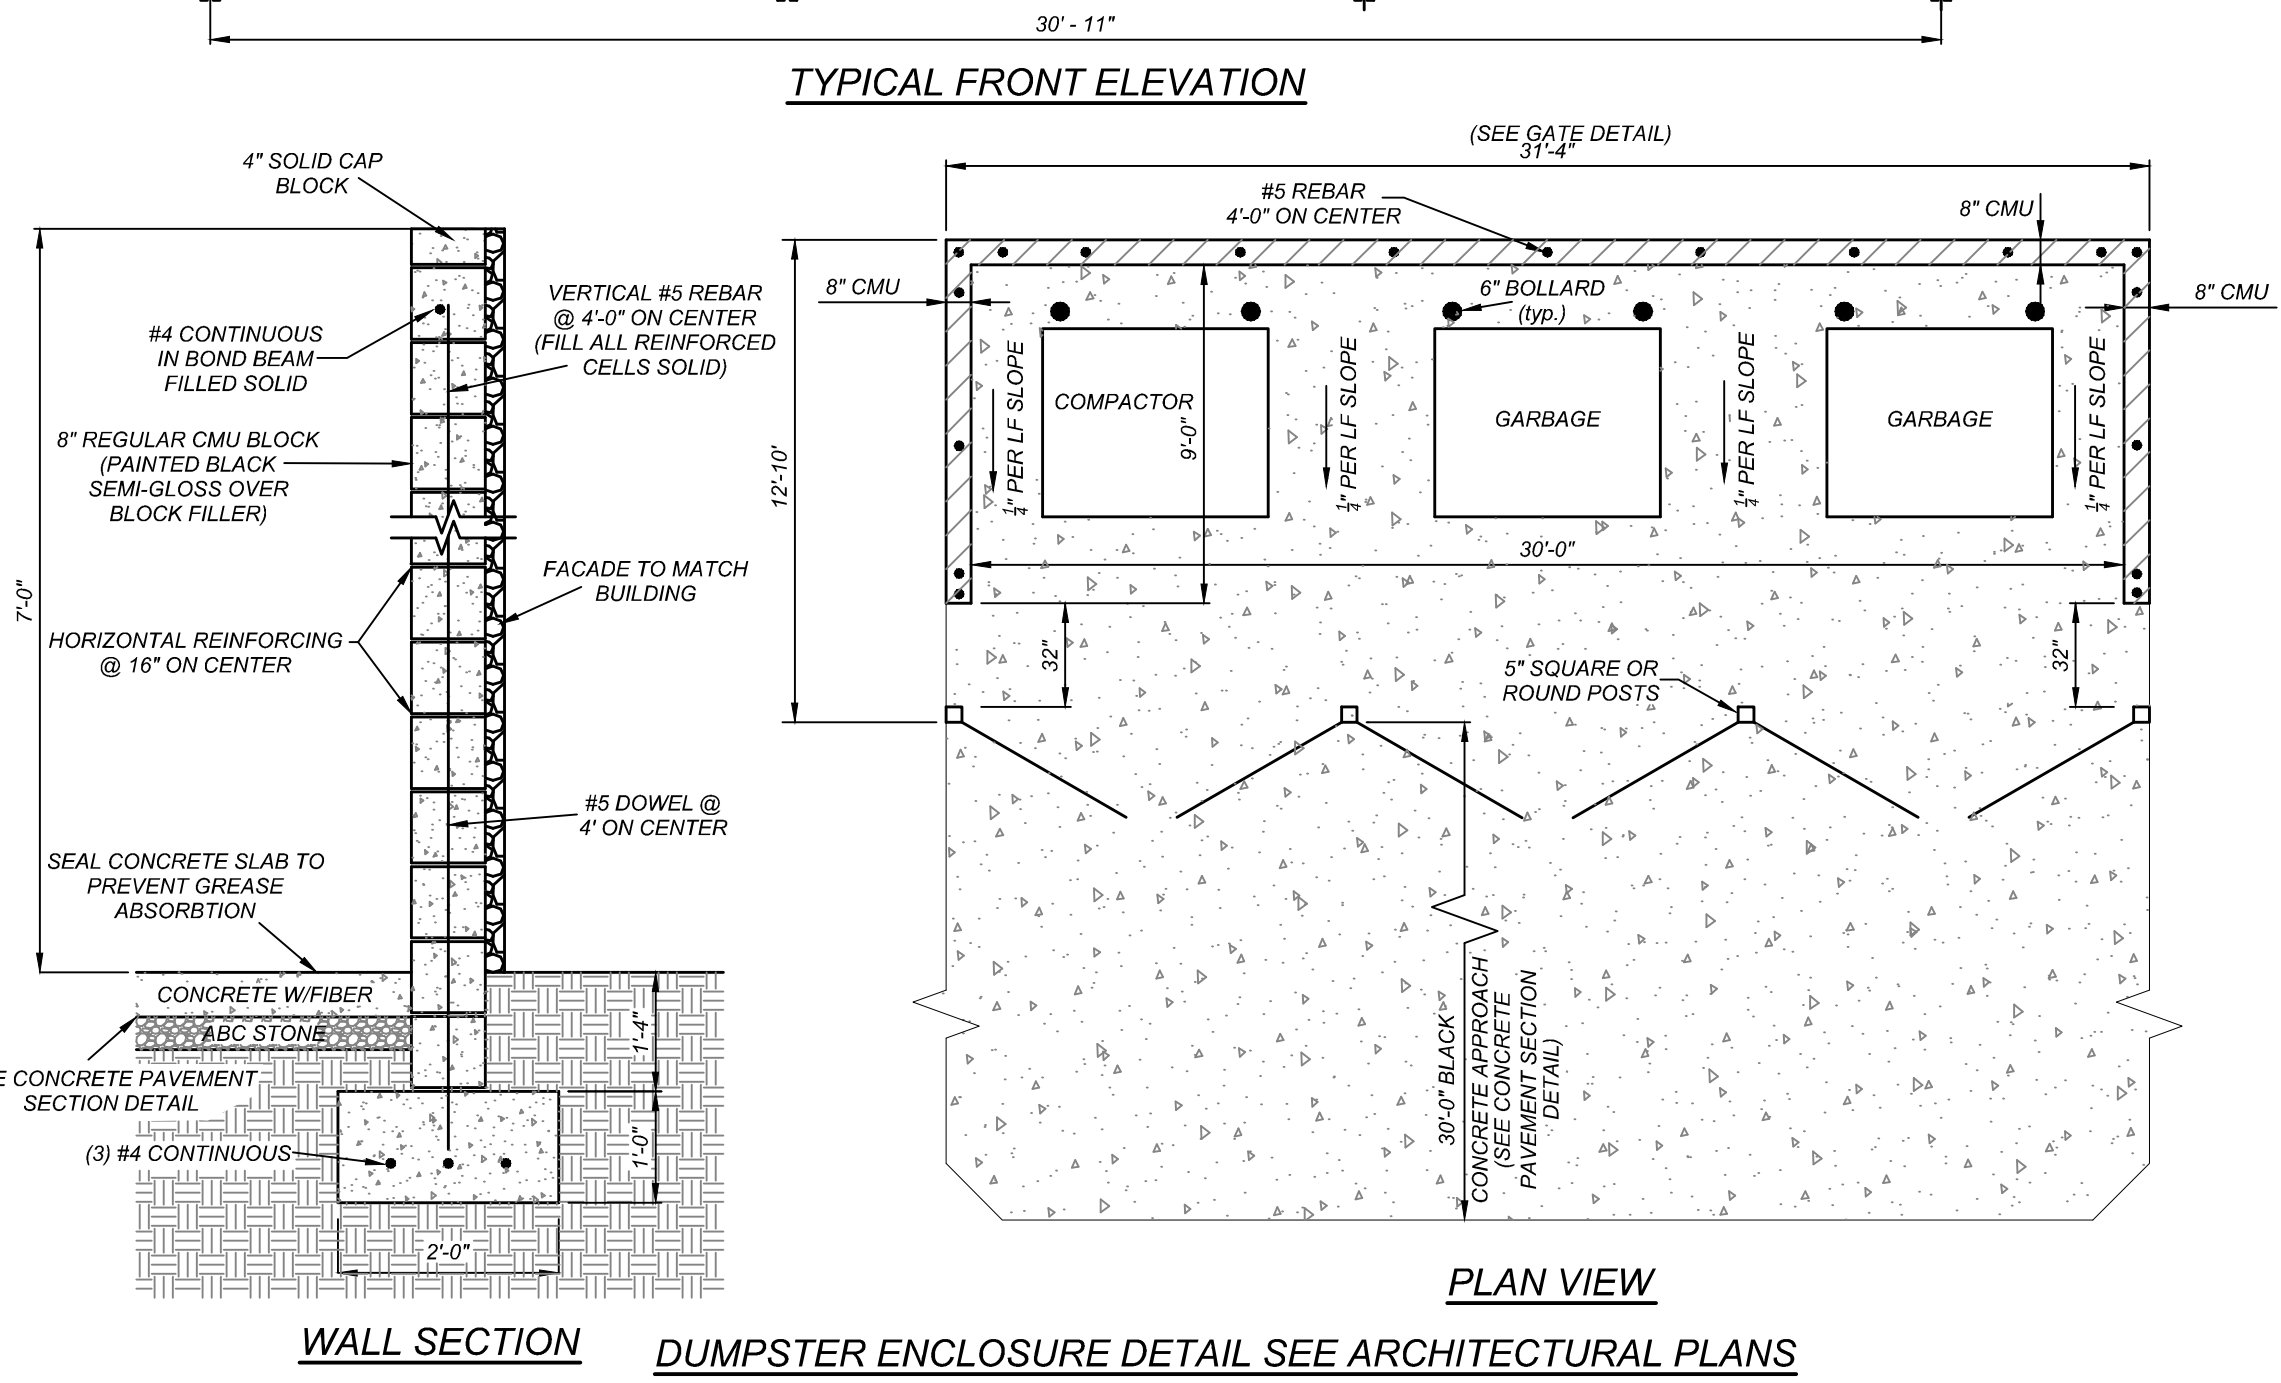 30' - 11"
TYPICAL FRONT ELEVATION
4" SOLID CAP
BLOCK
#4 CONTINUOUS
IN BOND BEAM
FILLED SOLID
8" REGULAR CMU BLOCK
(PAINTED BLACK
SEMI-GLOSS OVER
BLOCK FILLER)
7'-0"
HORIZONTAL REINFORCING
@ 16" ON CENTER
SEAL CONCRETE SLAB TO
PREVENT GREASE
ABSORBTION
CONCRETE W/FIBER
ABC STONE
E CONCRETE PAVEMENT
SECTION DETAIL
(3) #4 CONTINUOUS
2'-0"
VERTICAL #5 REBAR
@ 4'-0" ON CENTER
(FILL ALL REINFORCED
CELLS SOLID)
FACADE TO MATCH
BUILDING
#5 DOWEL @
4' ON CENTER
1'-4"
1'-0"
WALL SECTION
(SEE GATE DETAIL)
31'-4"
#5 REBAR
4'-0" ON CENTER
8" CMU
8" CMU
6" BOLLARD
(typ.)
8" CMU
12'-10'
1/4" PER LF SLOPE
COMPACTOR
9'-0"
1/4" PER LF SLOPE
GARBAGE
1/4" PER LF SLOPE
GARBAGE
1/4" PER LF SLOPE
30'-0"
32"
5" SQUARE OR
ROUND POSTS
32"
30'-0" BLACK
CONCRETE APPROACH
(SEE CONCRETE
PAVEMENT SECTION
DETAIL)
PLAN VIEW
DUMPSTER ENCLOSURE DETAIL SEE ARCHITECTURAL PLANS